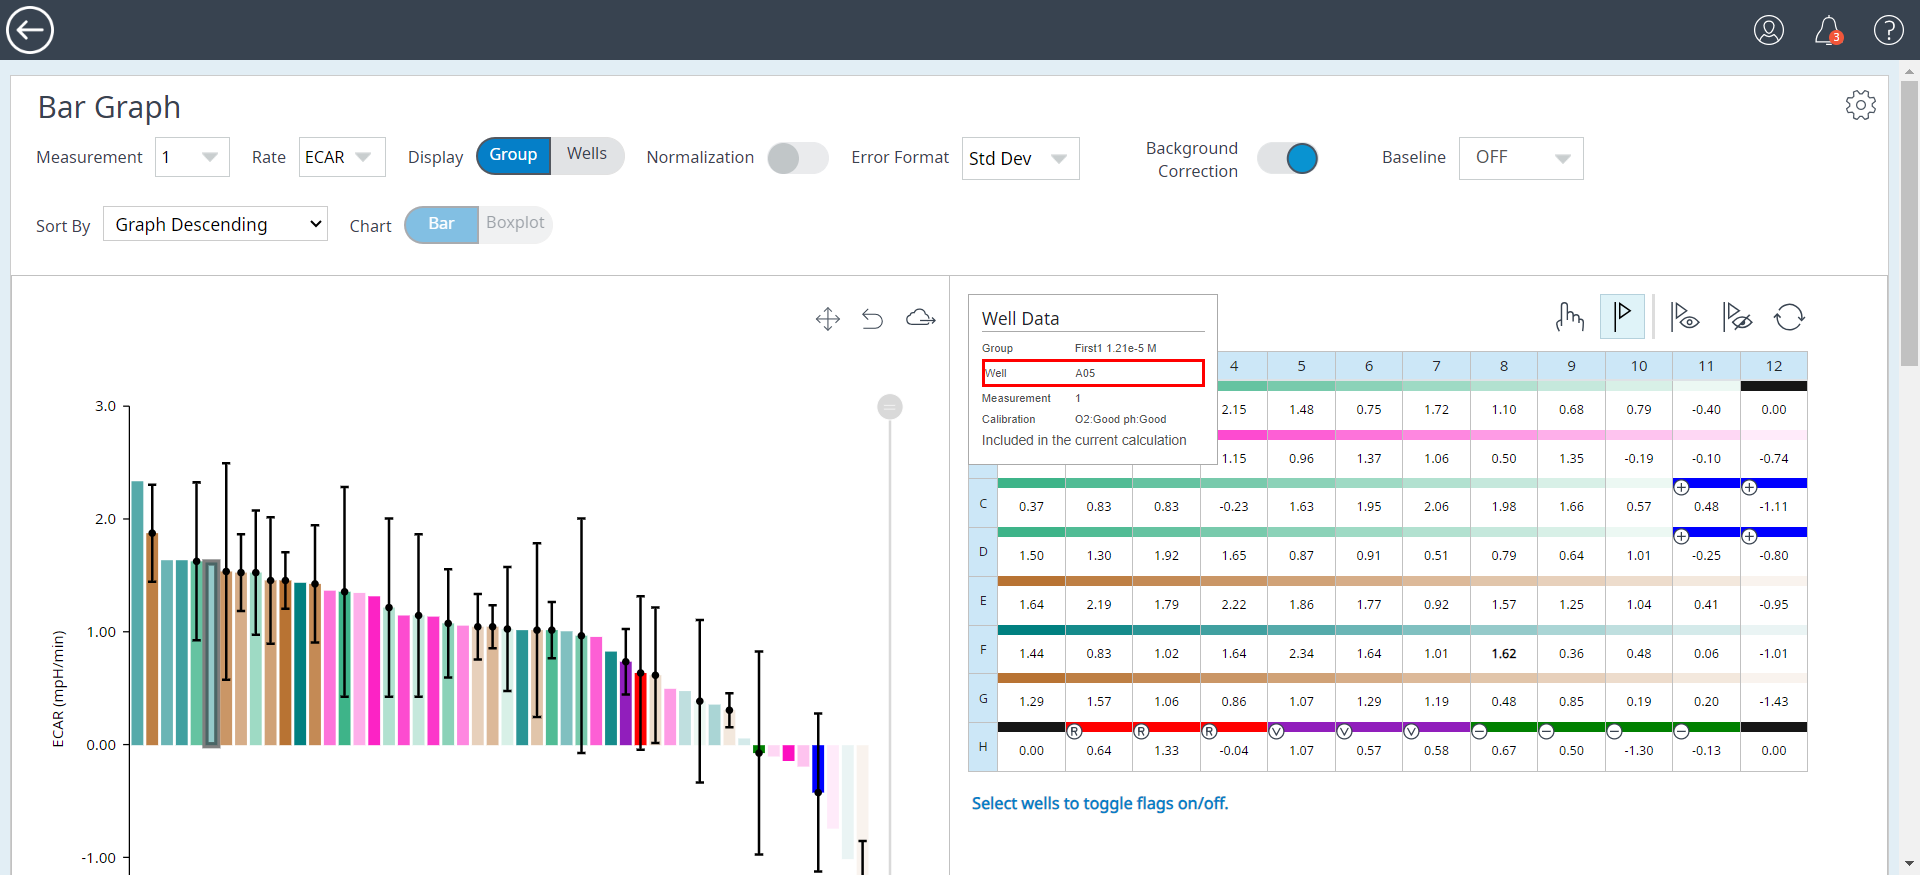 3
Bar Graph
Measurement 1 Rate ECAR Display Group Wells Normalization Error Format Std Dev Background Correction Baseline OFF
Sort By Graph Descending Chart Bar Boxplot
3.0
2.0
1.00
0.00
-1.00
ECAR (mpH/min)
Well Data
Group First1 1.21e-5 M
Well A05
Measurement 1
Calibration O2:Good ph:Good
Included in the current calculation
4 5 6 7 8 9 10 11 12
2.15 1.48 0.75 1.72 1.10 0.68 0.79 -0.40 0.00
1.15 0.96 1.37 1.06 0.50 1.35 -0.19 -0.10 -0.74
C 0.37 0.83 0.83 -0.23 1.63 1.95 2.06 1.98 1.66 0.57 0.48 -1.11
D 1.50 1.30 1.92 1.65 0.87 0.91 0.51 0.79 0.64 1.01 -0.25 -0.80
E 1.64 2.19 1.79 2.22 1.86 1.77 0.92 1.57 1.25 1.04 0.41 -0.95
F 1.44 0.83 1.02 1.64 2.34 1.64 1.01 1.62 0.36 0.48 0.06 -1.01
G 1.29 1.57 1.06 0.86 1.07 1.29 1.19 0.48 0.85 0.19 0.20 -1.43
R R R V V V
H 0.00 0.64 1.33 -0.04 1.07 0.57 0.58 0.67 0.50 -1.30 -0.13 0.00
Select wells to toggle flags on/off.